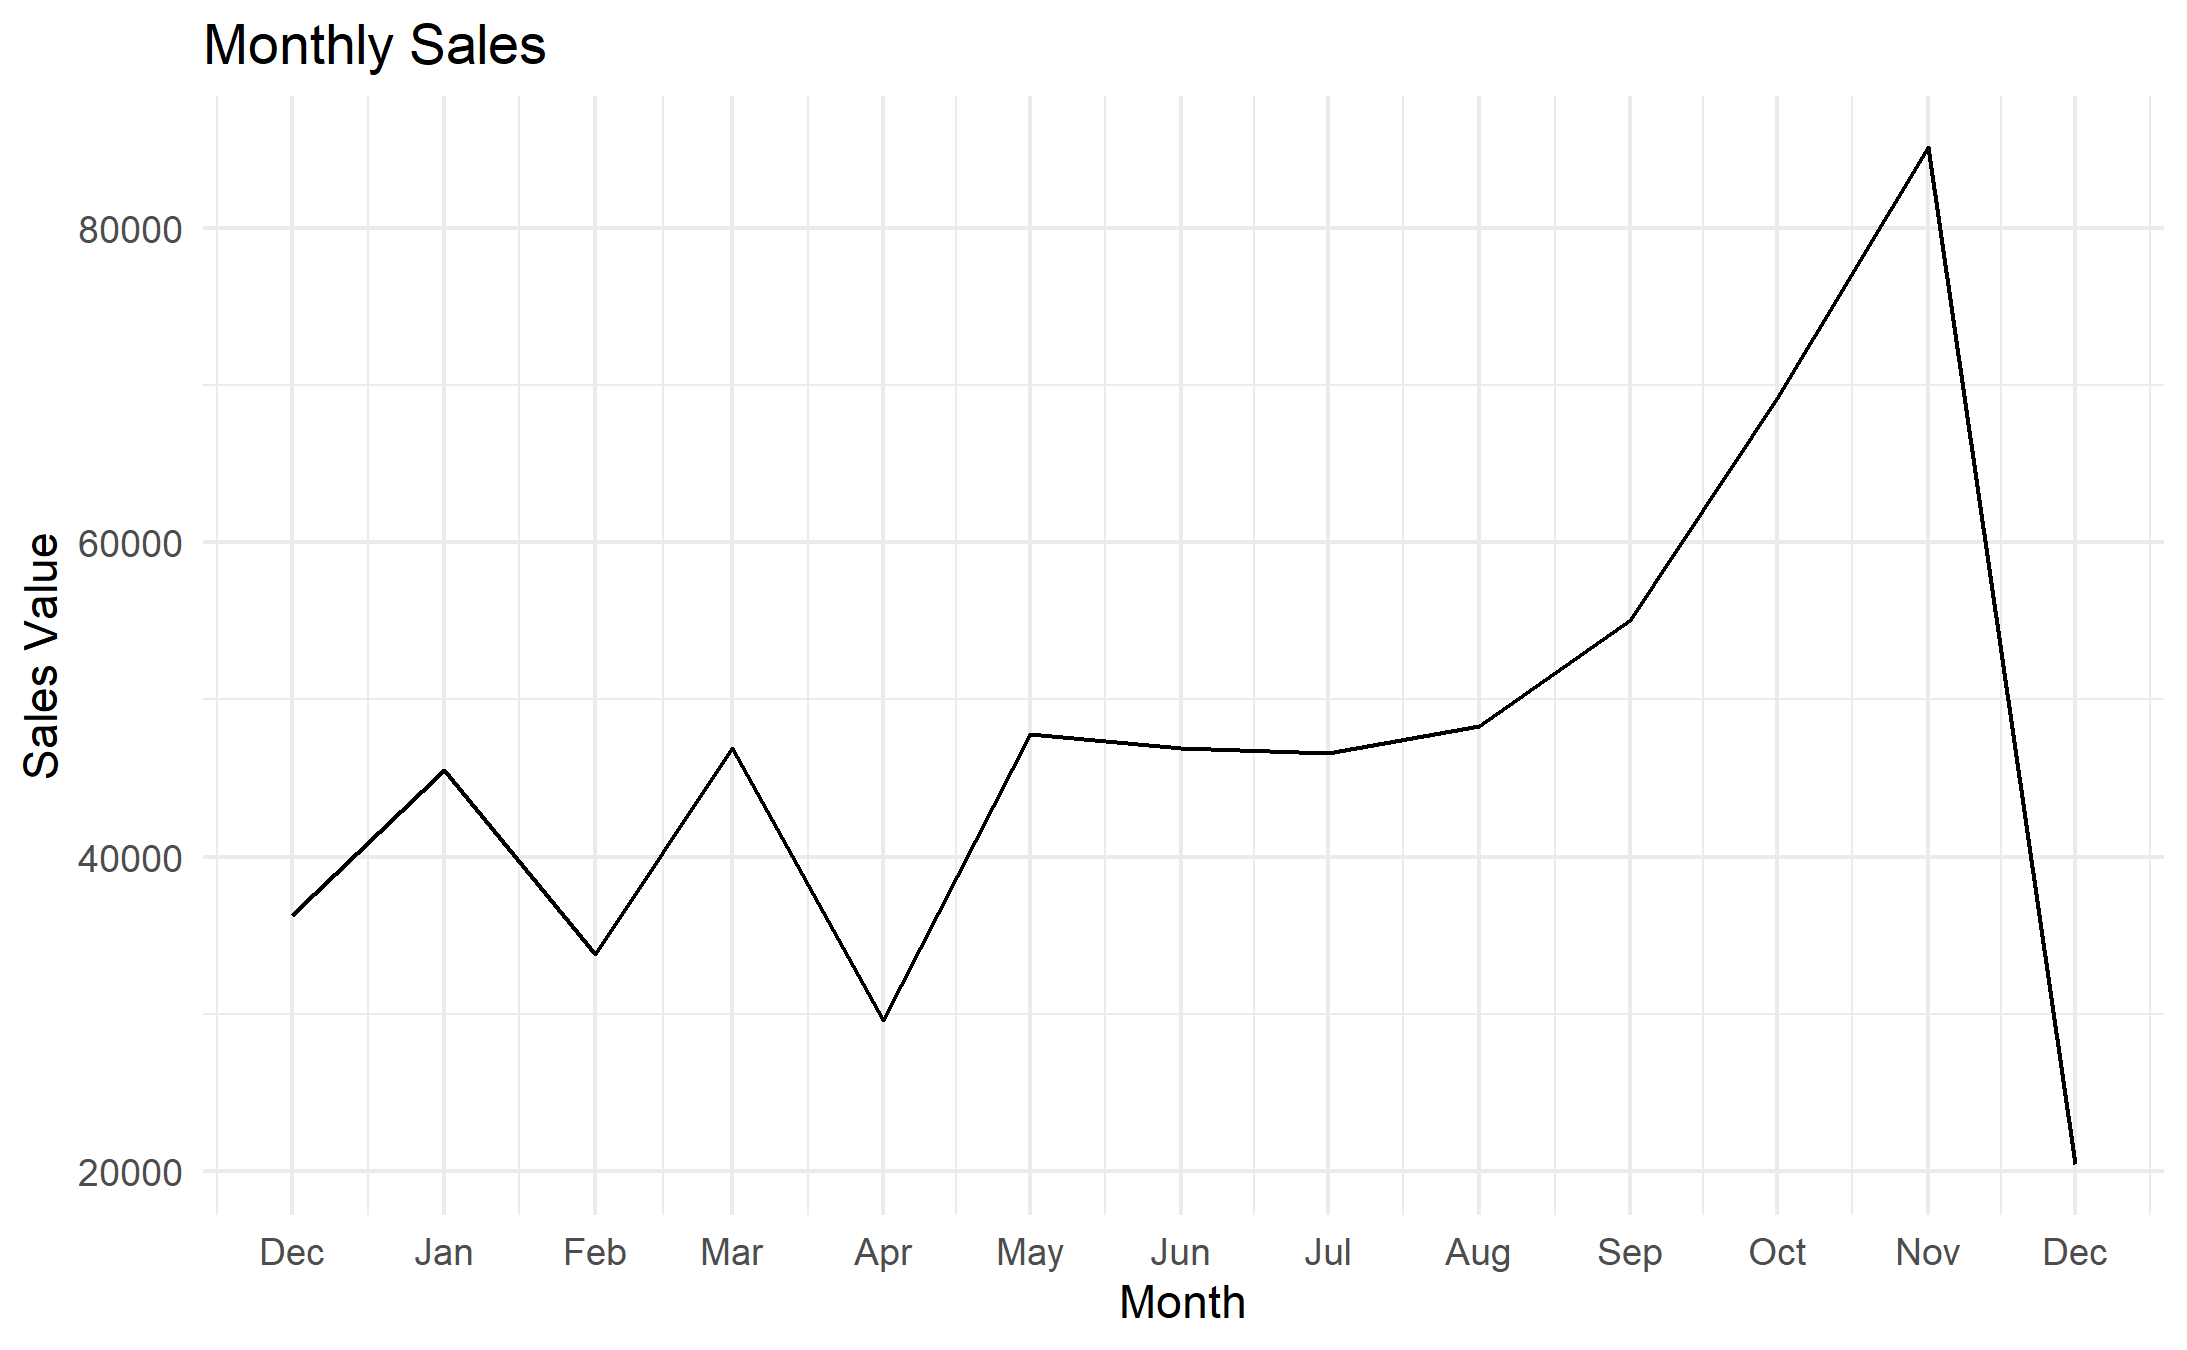 Monthly Sales
Sales Value
80000
60000
40000
20000
Dec Jan Feb Mar Apr May Jun Jul Aug Sep Oct Nov Dec
Month